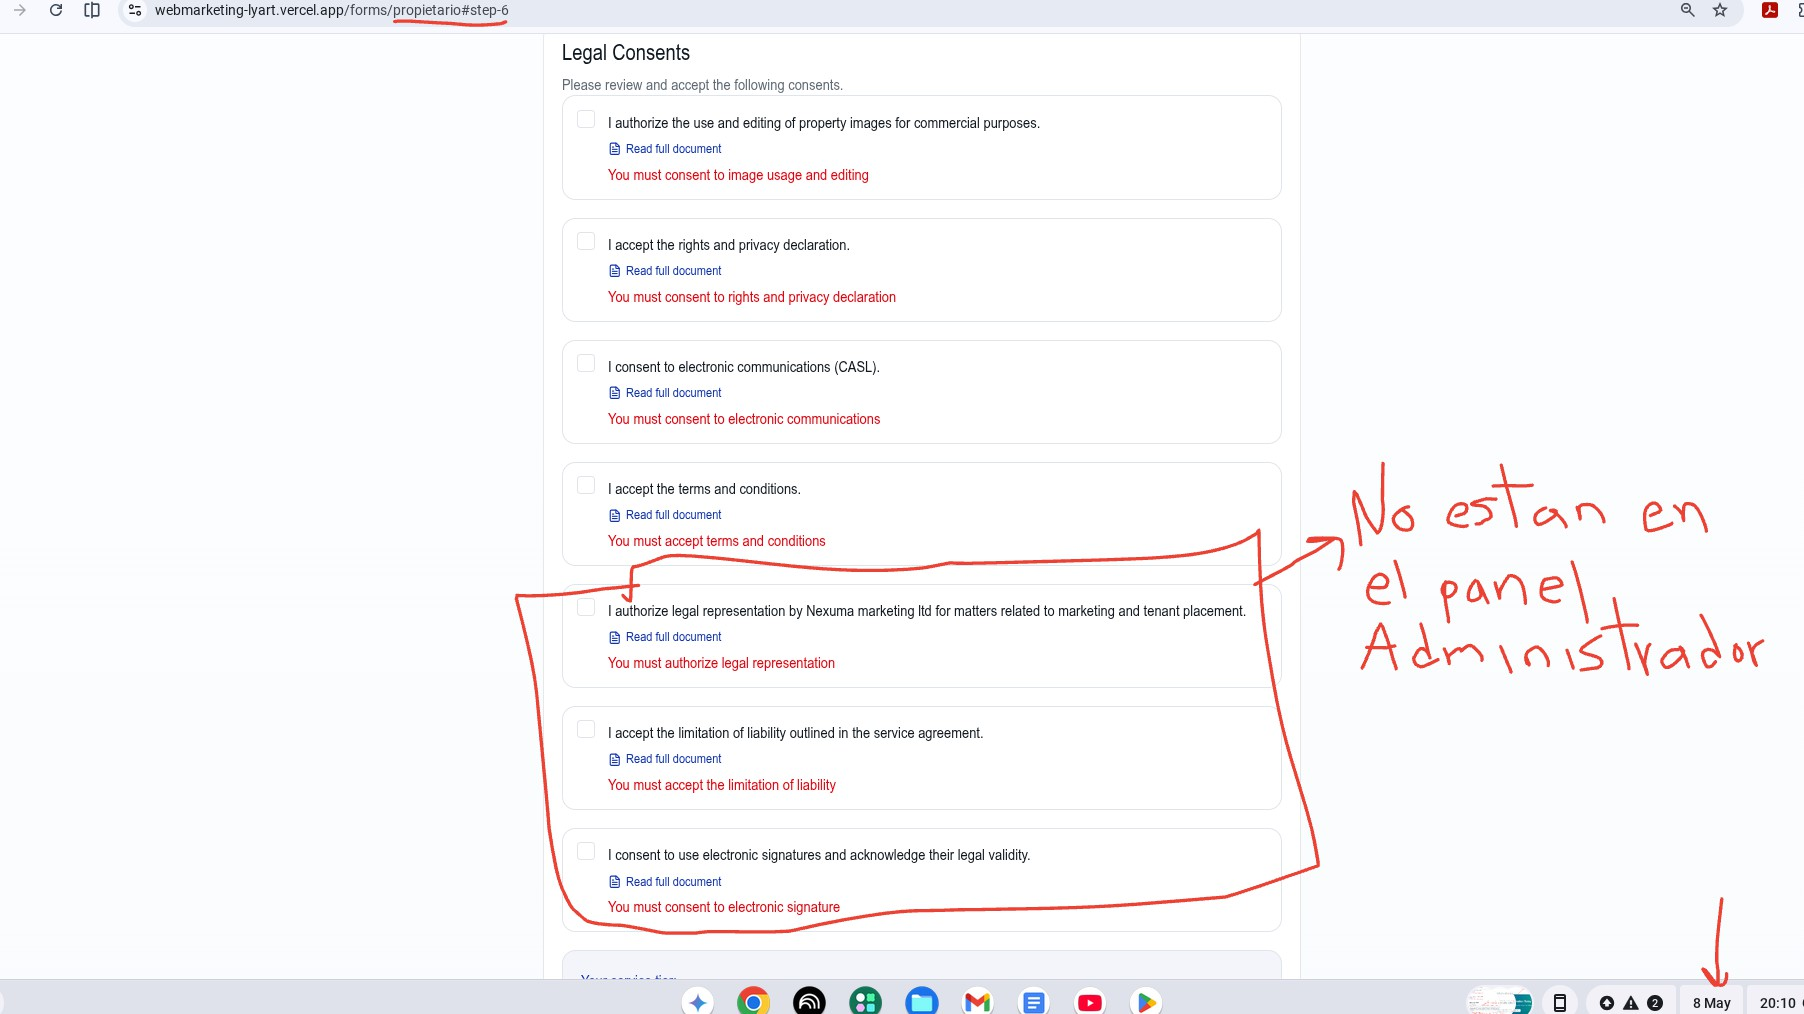 webmarketing-lyart.vercel.app/forms/propietario#step-6
Legal Consents
Please review and accept the following consents.
I authorize the use and editing of property images for commercial purposes.
Read full document
You must consent to image usage and editing
I accept the rights and privacy declaration.
Read full document
You must consent to rights and privacy declaration
I consent to electronic communications (CASL).
Read full document
You must consent to electronic communications
I accept the terms and conditions.
Read full document
You must accept terms and conditions
I authorize legal representation by Nexuma marketing ltd for matters related to marketing and tenant placement.
Read full document
You must authorize legal representation
I accept the limitation of liability outlined in the service agreement.
Read full document
You must accept the limitation of liability
I consent to use electronic signatures and acknowledge their legal validity.
Read full document
You must consent to electronic signature
No estan en
el panel
Administrador
Your service tier:
2
8 May
20:10